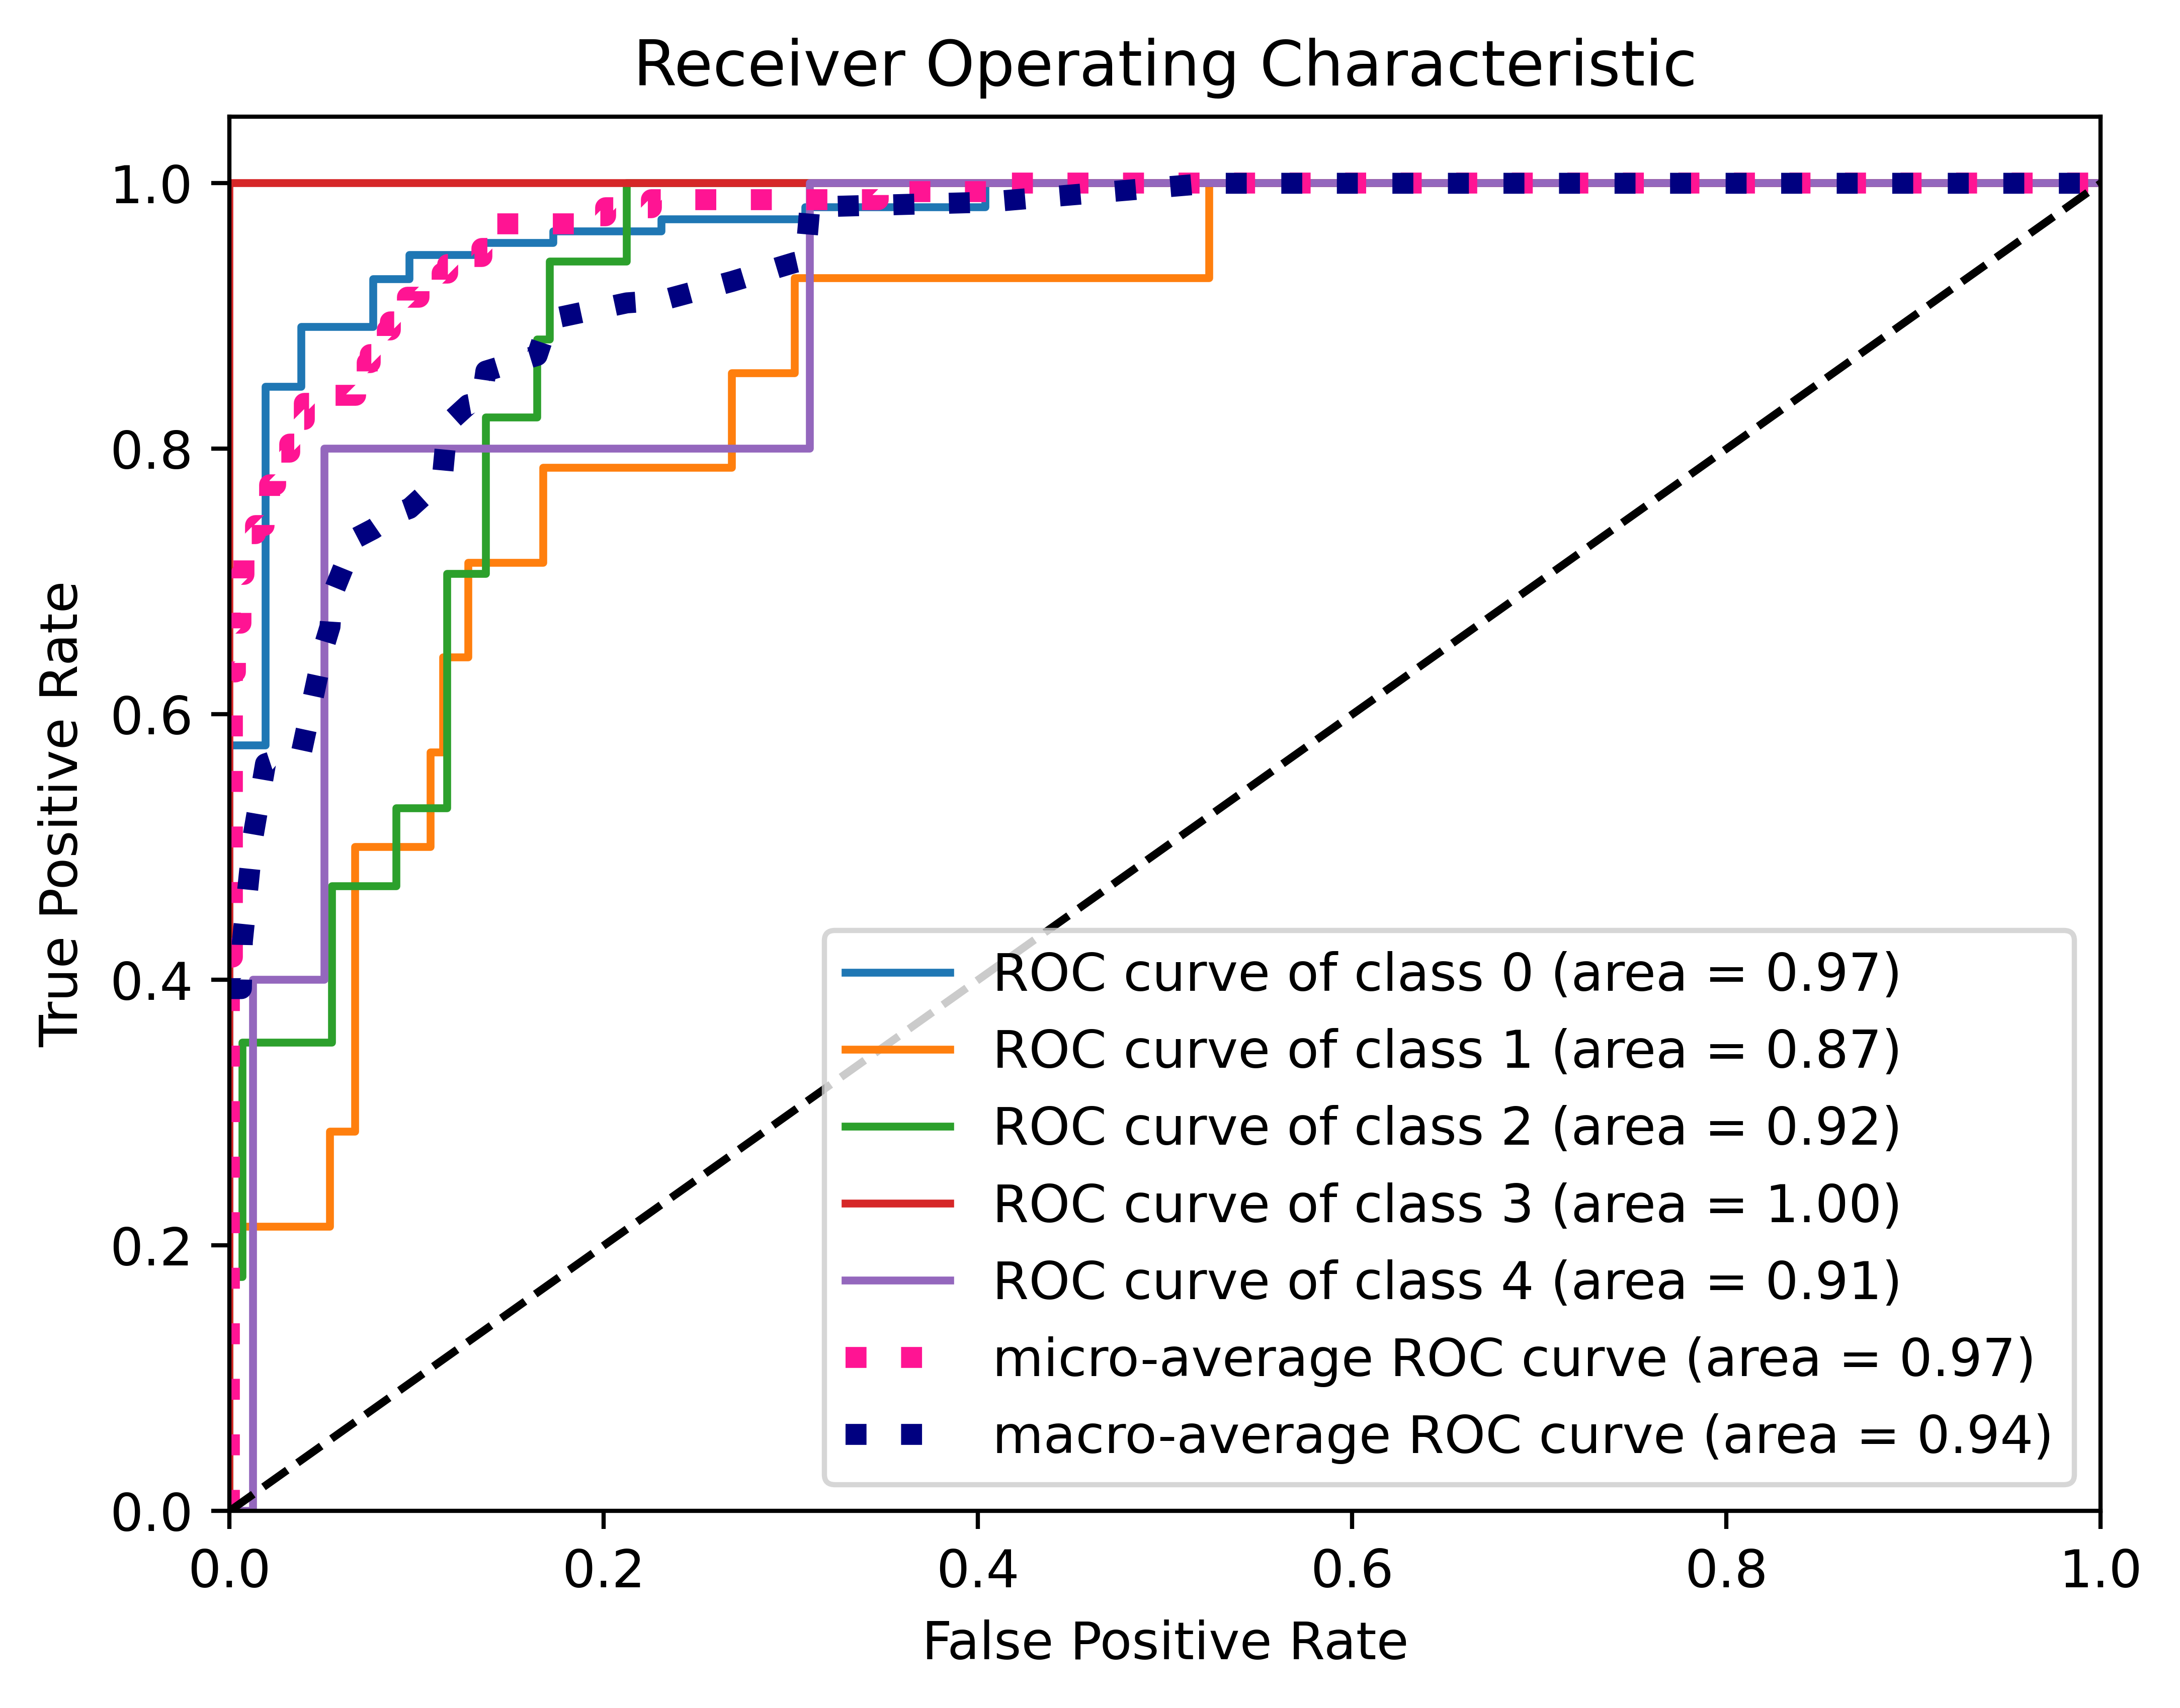 Receiver Operating Characteristic
True Positive Rate
1.0
0.8
0.6
0.4
0.2
0.0
ROC curve of class 0 (area = 0.97)
ROC curve of class 1 (area = 0.87)
ROC curve of class 2 (area = 0.92)
ROC curve of class 3 (area = 1.00)
ROC curve of class 4 (area = 0.91)
micro-average ROC curve (area = 0.97)
macro-average ROC curve (area = 0.94)
0.0 0.2 0.4 0.6 0.8 1.0
False Positive Rate